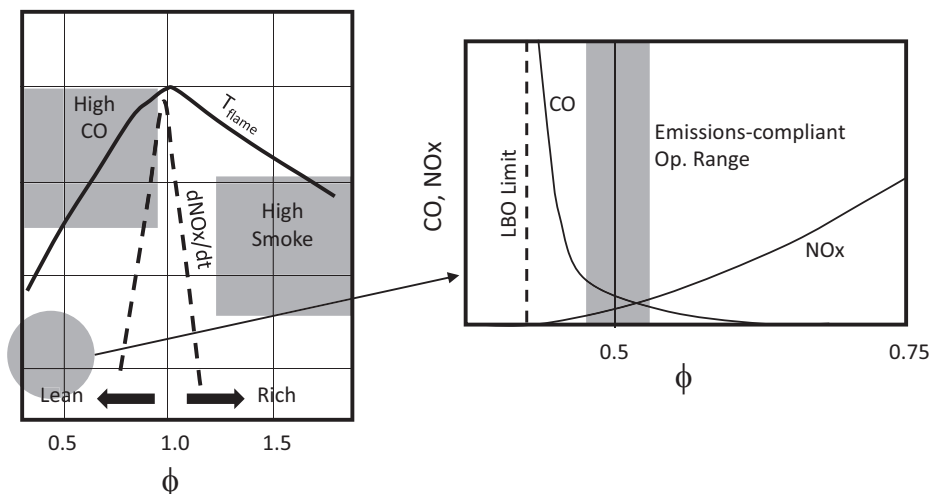 High
CO
T_flame
dNOx/dt
High
Smoke
Lean
Rich
0.5
1.0
1.5
ϕ
CO, NOx
LBO Limit
CO
Emissions-compliant
Op. Range
NOx
0.5
0.75
ϕ